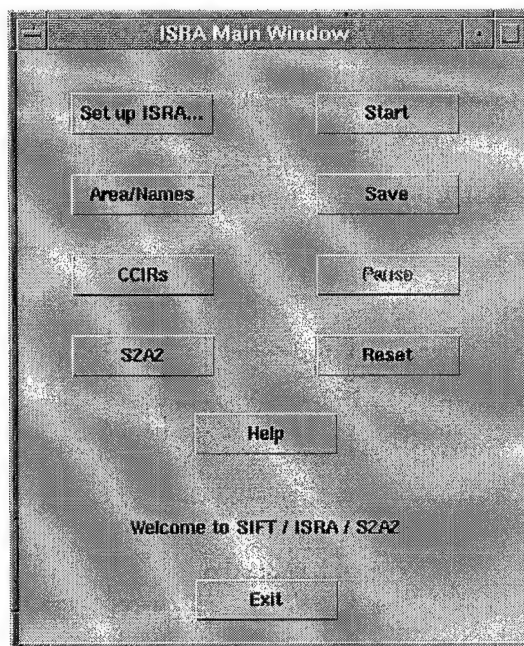 ISRA Main Window
Set up ISRA... Start
Area/Names Save
CCIRs Pause
S2A2 Reset
Help
Welcome to SIFT / ISRA / S2A2
Exit